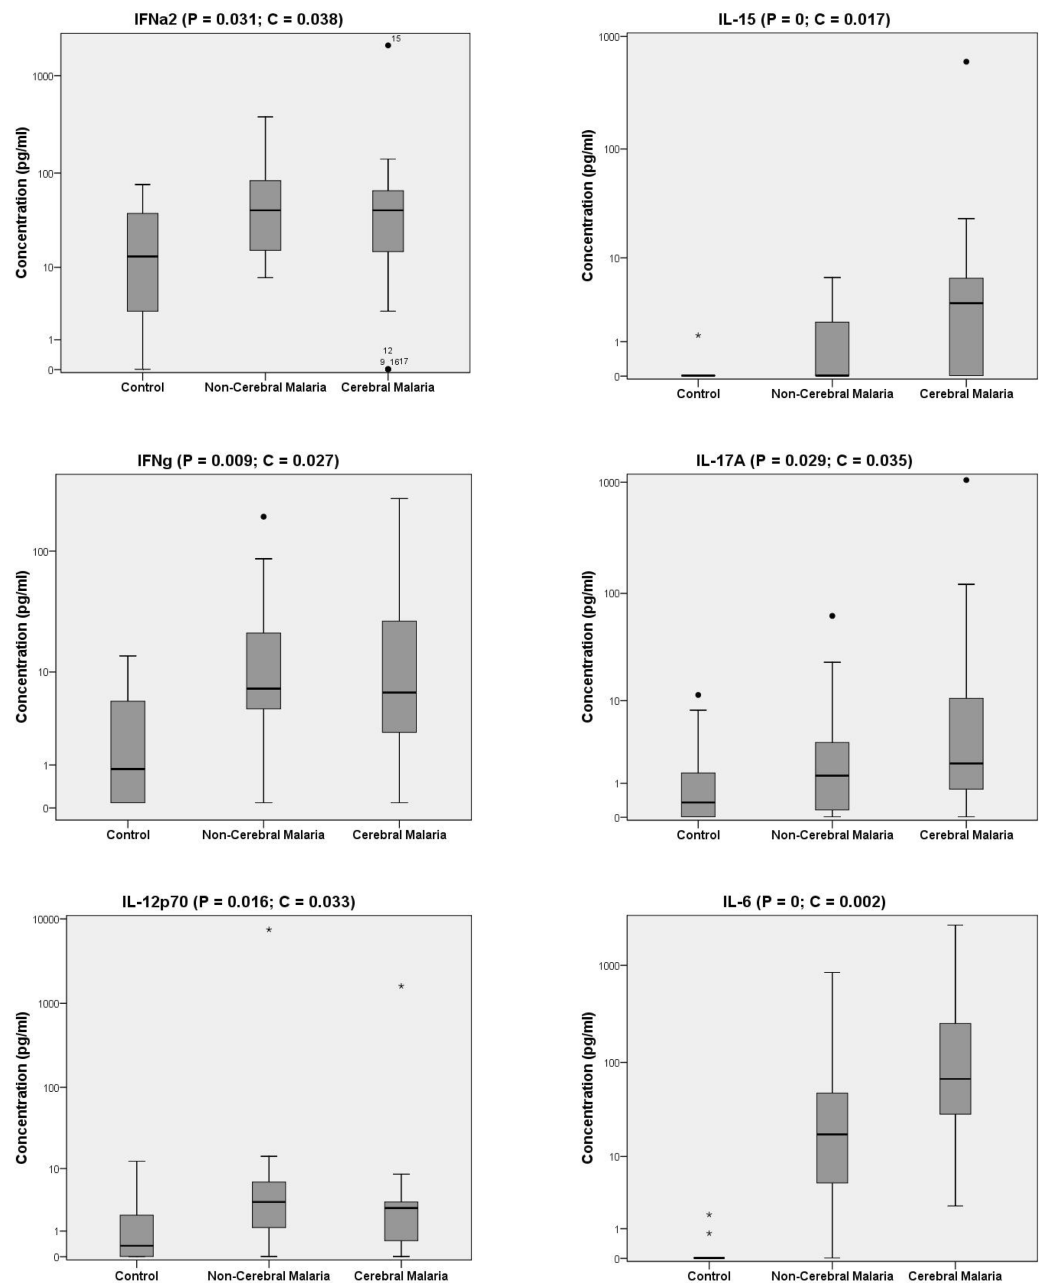 IFNa2 (P = 0.031; C = 0.038)
Concentration (pg/ml)
1000
100
10
1
0
15
12
9 1617
Control Non-Cerebral Malaria Cerebral Malaria
IL-15 (P = 0; C = 0.017)
Concentration (pg/ml)
1000
100
10
1
0
*
Control Non-Cerebral Malaria Cerebral Malaria
IFNg (P = 0.009; C = 0.027)
Concentration (pg/ml)
100
10
1
0
Control Non-Cerebral Malaria Cerebral Malaria
IL-17A (P = 0.029; C = 0.035)
Concentration (pg/ml)
1000
100
10
1
0
Control Non-Cerebral Malaria Cerebral Malaria
IL-12p70 (P = 0.016; C = 0.033)
Concentration (pg/ml)
10000
1000
100
10
1
0
*
*
Control Non-Cerebral Malaria Cerebral Malaria
IL-6 (P = 0; C = 0.002)
Concentration (pg/ml)
1000
100
10
1
0
*
*
Control Non-Cerebral Malaria Cerebral Malaria